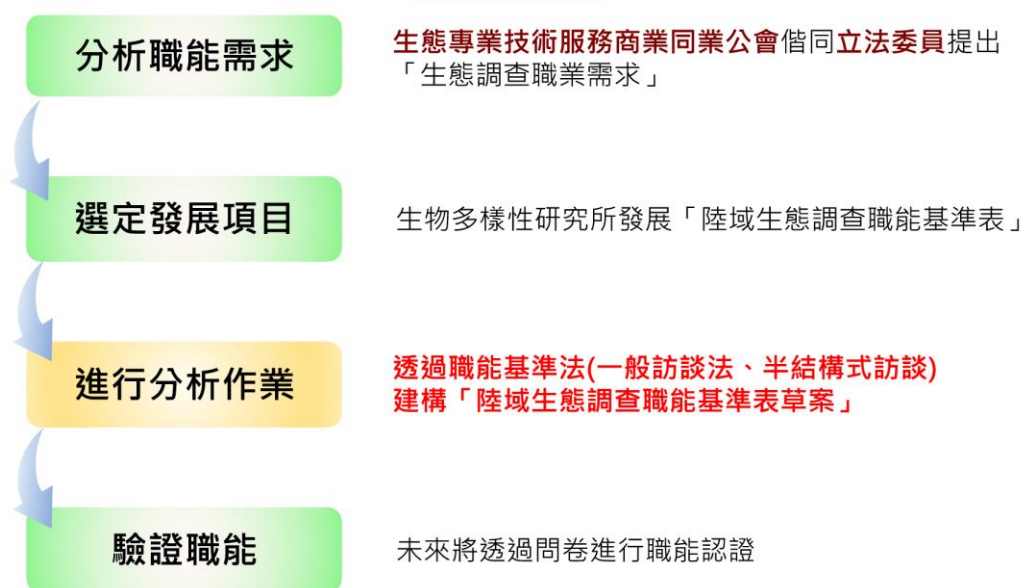 分析職能需求
生態專業技術服務商業同業公會偕同立法委員提出
「生態調查職業需求」
選定發展項目
生物多樣性研究所發展「陸域生態調查職能基準表」
進行分析作業
透過職能基準法(一般訪談法、半結構式訪談)
建構「陸域生態調查職能基準表草案」
驗證職能
未來將透過問卷進行職能認證